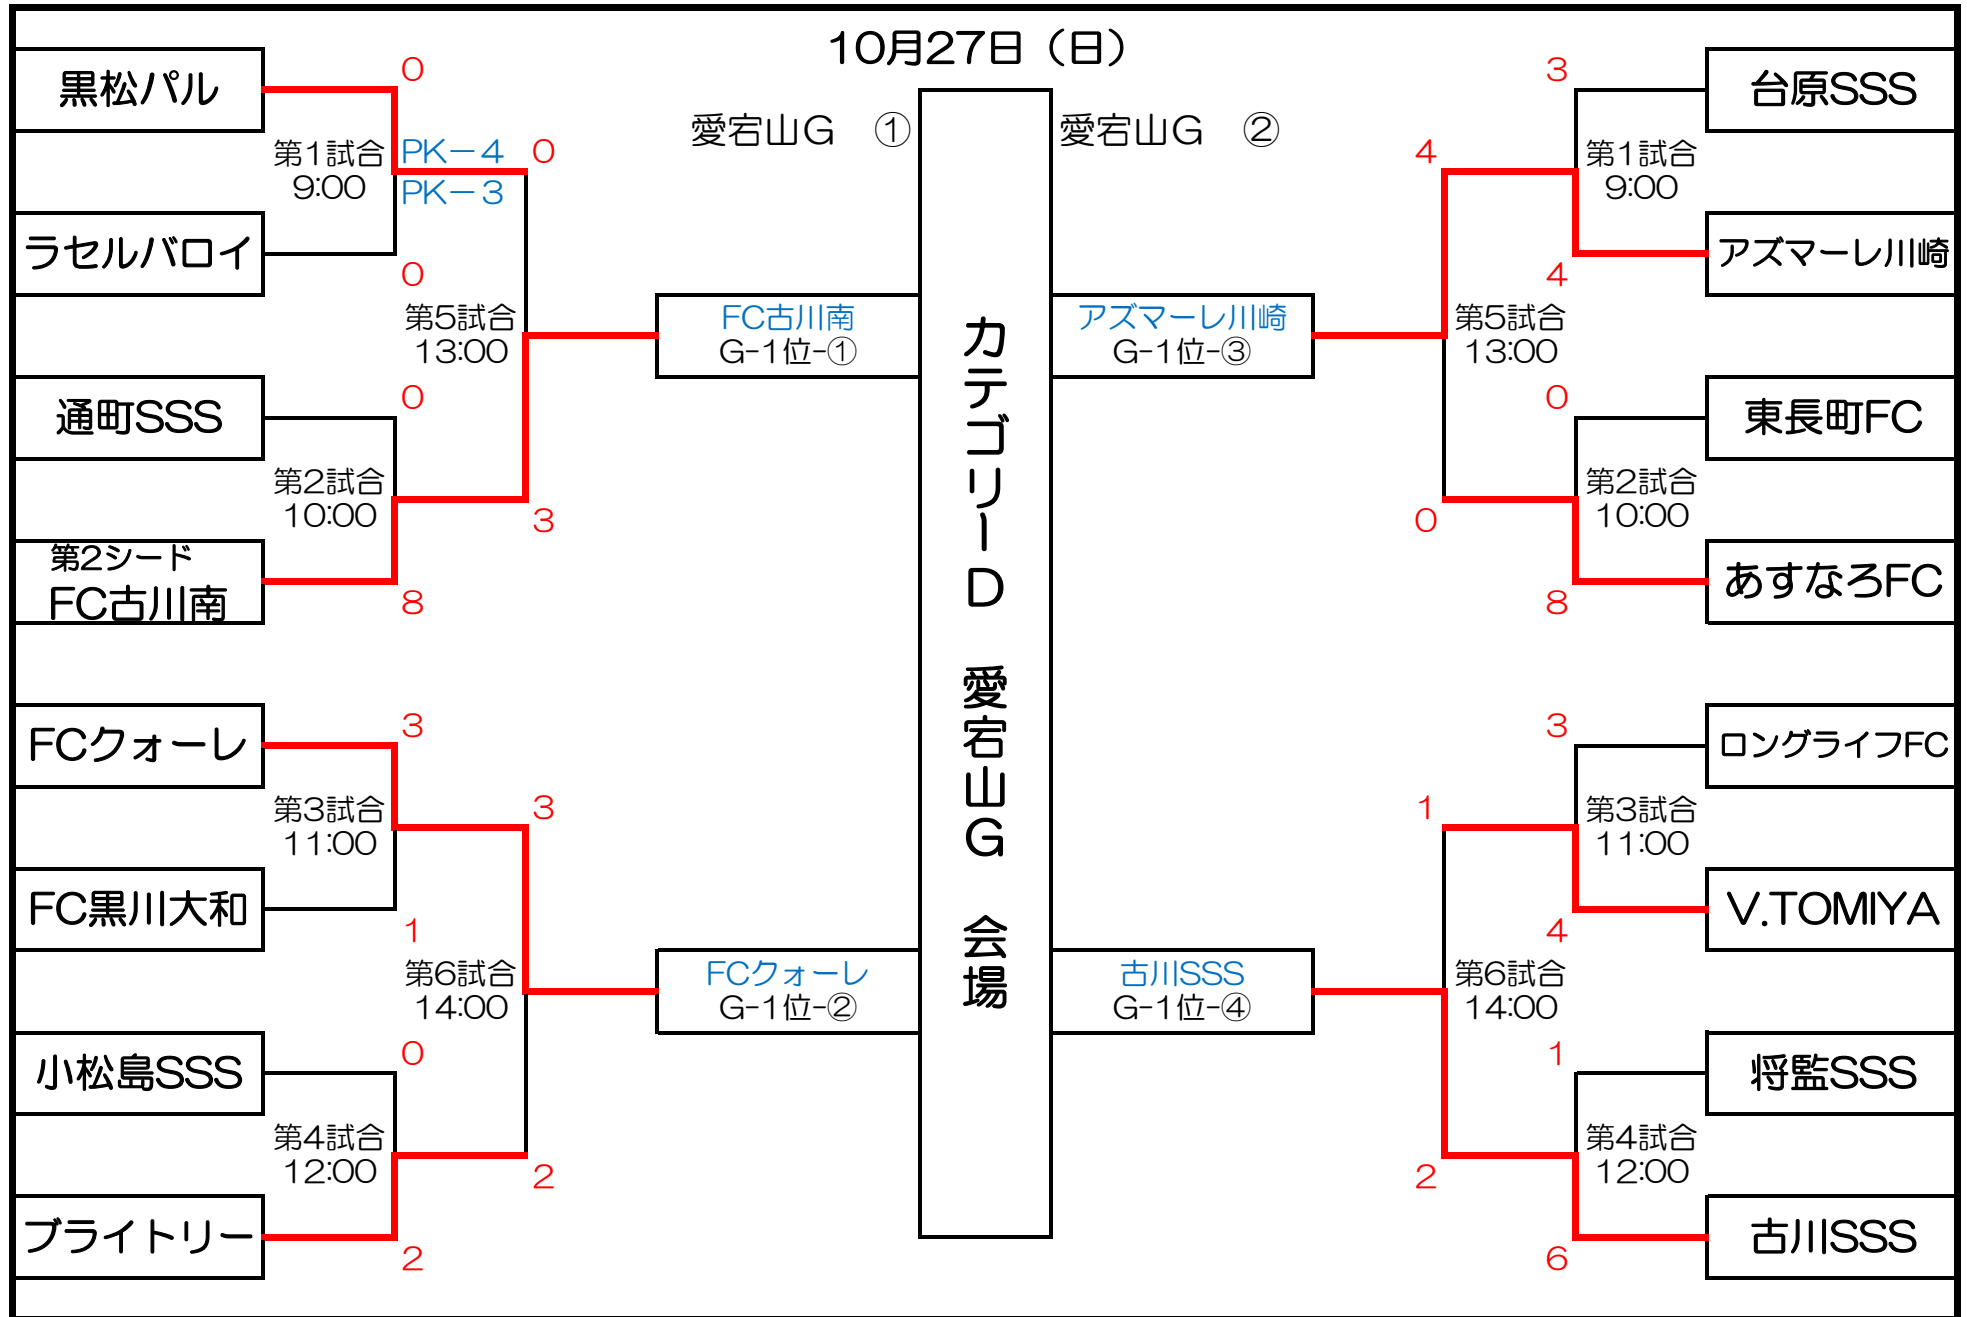 10月27日（日）
愛宕山G　①
愛宕山G　②
カテゴリーD　愛宕山G　会場
黒松パル
0
第1試合
9:00
PK－4
PK－3
0
ラセルバロイ
0
第5試合
13:00
FC古川南
G-1位-①
通町SSS
0
第2試合
10:00
3
第2シード
FC古川南
8
FCクォーレ
3
第3試合
11:00
3
FC黒川大和
1
第6試合
14:00
FCクォーレ
G-1位-②
小松島SSS
0
第4試合
12:00
2
ブライトリー
2
3
台原SSS
4
第1試合
9:00
アズマーレ川崎
4
アズマーレ川崎
G-1位-③
第5試合
13:00
0
東長町FC
第2試合
10:00
0
あすなろFC
8
3
ロングライフFC
1
第3試合
11:00
V.TOMIYA
4
古川SSS
G-1位-④
第6試合
14:00
1
将監SSS
第4試合
12:00
2
古川SSS
6